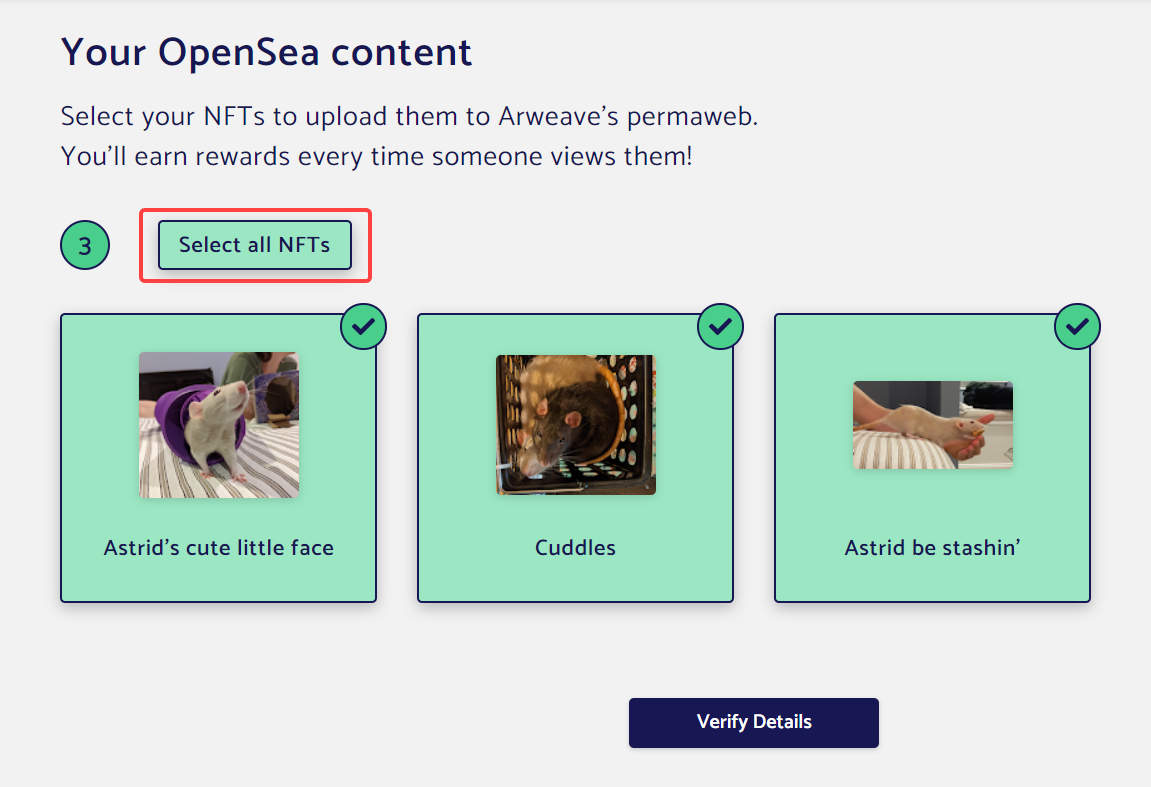 Your OpenSea content
Select your NFTs to upload them to Arweave’s permaweb.
You’ll earn rewards every time someone views them!
3
Select all NFTs
Astrid’s cute little face
Cuddles
Astrid be stashin’
Verify Details